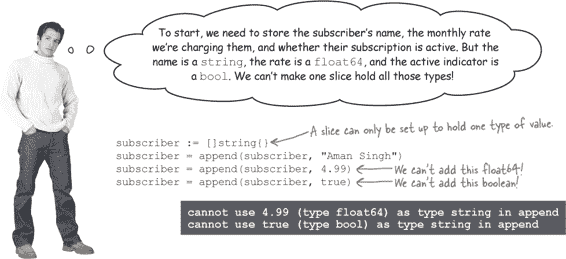 To start, we need to store the subscriber's name, the monthly rate
we're charging them, and whether their subscription is active. But the
name is a string, the rate is a float64, and the active indicator is
a bool. We can't make one slice hold all those types!
A slice can only be set up to hold one type of value.
subscriber := []string{}
subscriber = append(subscriber, "Aman Singh")
subscriber = append(subscriber, 4.99) We can't add this float64!
subscriber = append(subscriber, true) We can't add this boolean!
cannot use 4.99 (type float64) as type string in append
cannot use true (type bool) as type string in append